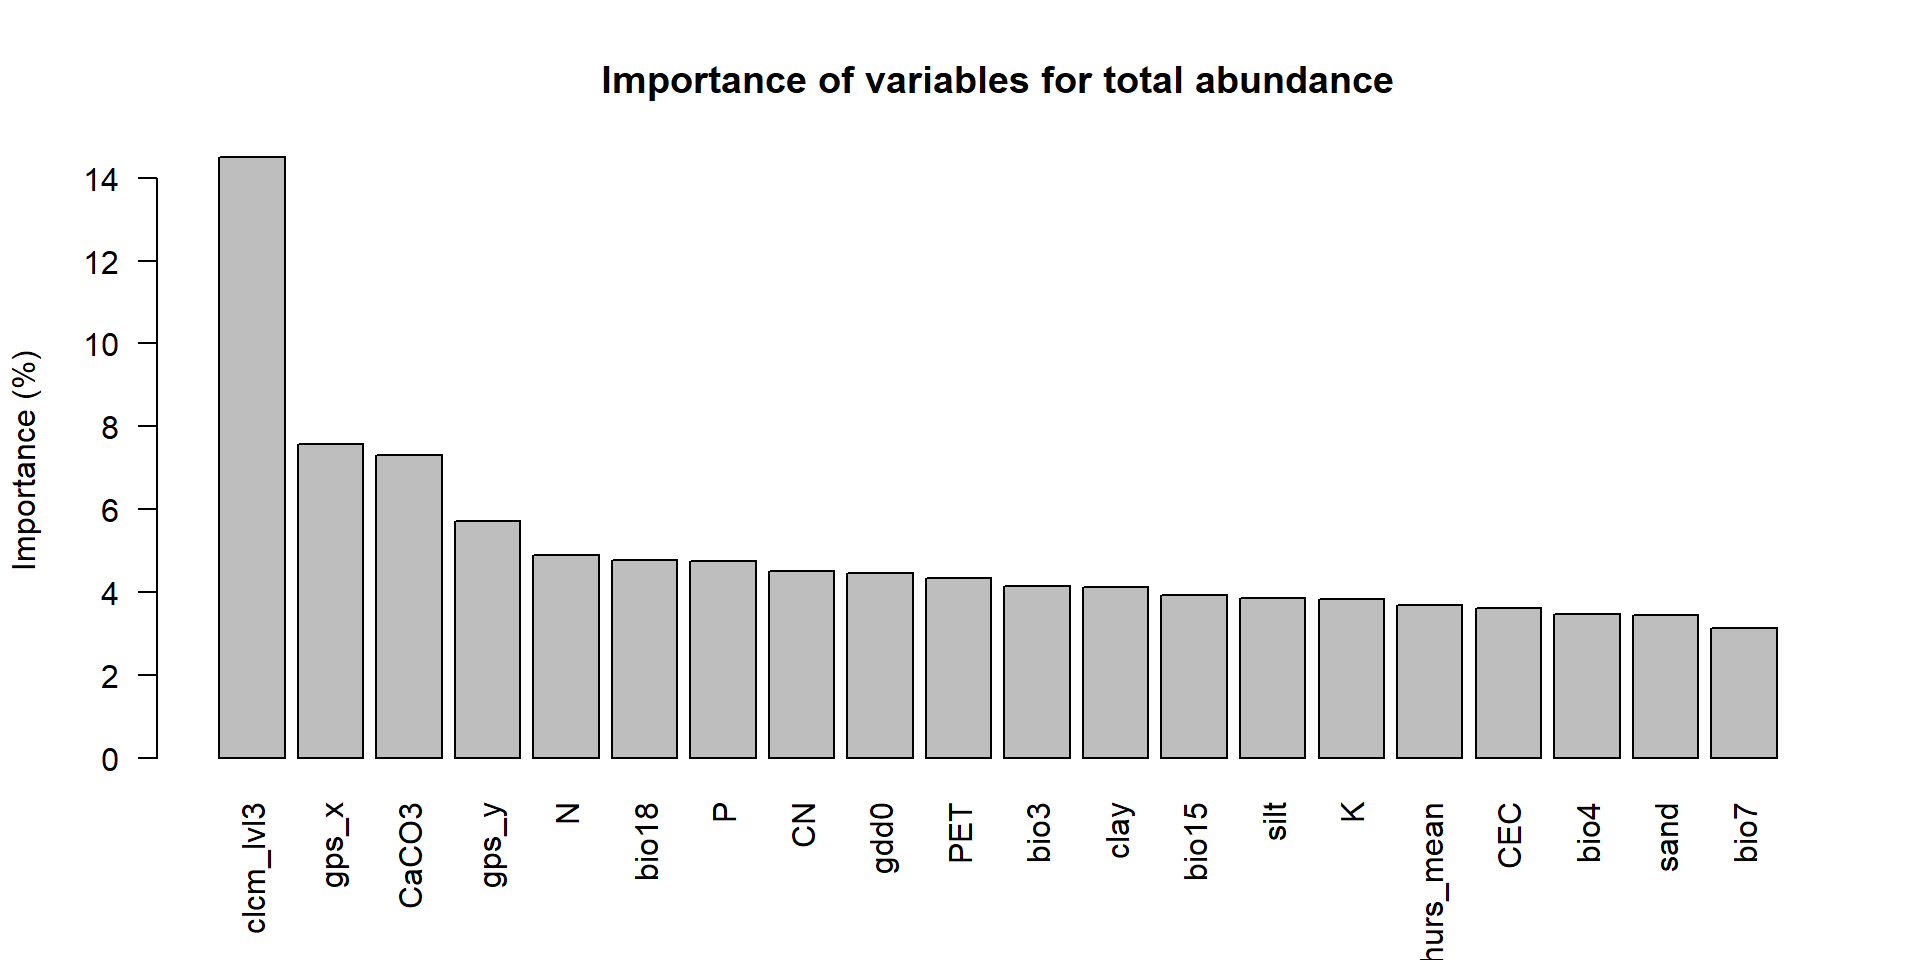 Importance of variables for total abundance
Importance (%)
14
12
10
8
6
4
2
0
clcm_lvl3
gps_x
CaCO3
gps_y
N
bio18
P
CN
gdd0
PET
bio3
clay
bio15
silt
K
hurs_mean
CEC
bio4
sand
bio7